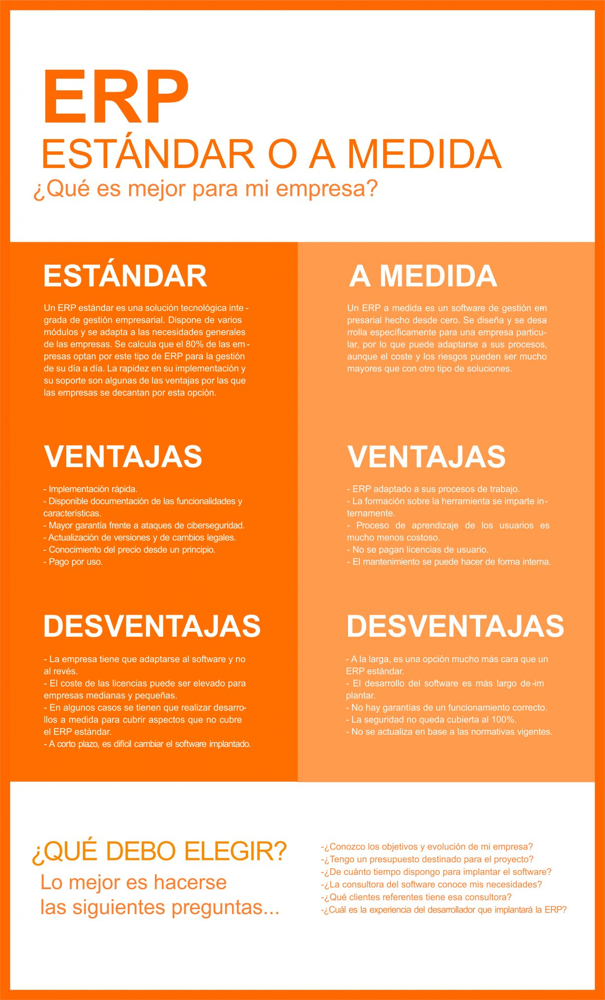 ERP
ESTÁNDAR O A MEDIDA
¿Qué es mejor para mi empresa?
ESTÁNDAR
Un ERP estándar es una solución tecnológica inte -
grada de gestión empresarial. Dispone de varios
módulos y se adapta a las necesidades generales
de las empresas. Se calcula que el 80% de las em -
presas optan por este tipo de ERP para la gestión
de su día a día. La rapidez en su implementación y
su soporte son algunas de las ventajas por las que
las empresas se decantan por esta opción.
VENTAJAS
- Implementación rápida.
- Disponible documentación de las funcionalidades y
características.
- Mayor garantía frente a ataques de ciberseguridad.
- Actualización de versiones y de cambios legales.
- Conocimiento del precio desde un principio.
- Pago por uso.
DESVENTAJAS
- La empresa tiene que adaptarse al software y no
al revés.
- El coste de las licencias puede ser elevado para
empresas medianas y pequeñas.
- En algunos casos se tienen que realizar desarro-
llos a medida para cubrir aspectos que no cubre
el ERP estándar.
- A corto plazo, es difícil cambiar el software implantado.
A MEDIDA
Un ERP a medida es un software de gestión em-
presarial hecho desde cero. Se diseña y se desa-
rrolla específicamente para una empresa particu-
lar, por lo que puede adaptarse a sus procesos,
aunque el coste y los riesgos pueden ser mucho
mayores que con otro tipo de soluciones.
VENTAJAS
- ERP adaptado a sus procesos de trabajo.
- La formación sobre la herramienta se imparte in-
ternamente.
- Proceso de aprendizaje de los usuarios es
mucho menos costoso.
- No se pagan licencias de usuario.
- El mantenimiento se puede hacer de forma interna.
DESVENTAJAS
- A la larga, es una opción mucho más cara que un
ERP estándar.
- El desarrollo del software es más largo de-im
plantar.
- No hay garantías de un funcionamiento correcto.
- La seguridad no queda cubierta al 100%.
- No se actualiza en base a las normativas vigentes.
¿QUÉ DEBO ELEGIR?
Lo mejor es hacerse
las siguientes preguntas...
-¿Conozco los objetivos y evolución de mi empresa?
-¿Tengo un presupuesto destinado para el proyecto?
-¿De cuánto tiempo dispongo para implantar el software?
-¿La consultora del software conoce mis necesidades?
-¿Qué clientes referentes tiene esa consultora?
-¿Cuál es la experiencia del desarrollador que implantará la ERP?